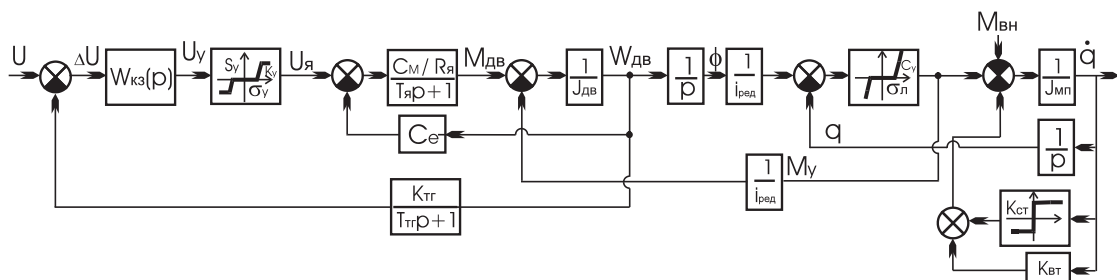 U
ΔU
Wкз(p)
Uу
Sу
Kу
σу
Uя
Cм / Rя
Tяp+1
Mдв
1
Jдв
Wдв
1
p
ϕ
1
iред
Cу
σл
Mвн
1
Jмп
q̇
Cе
q
1
p
1
iред
Mу
Kтг
Tтгp+1
Kст
Kвт